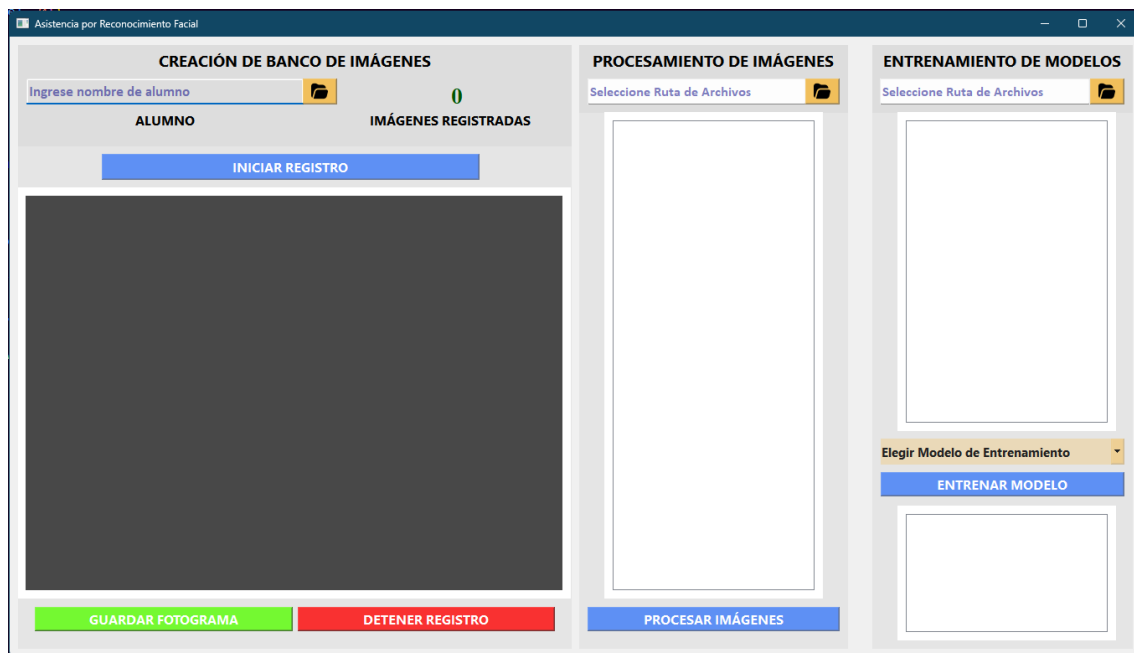 Asistencia por Reconocimiento Facial
CREACIÓN DE BANCO DE IMÁGENES
Ingrese nombre de alumno
0
ALUMNO
IMÁGENES REGISTRADAS
INICIAR REGISTRO
GUARDAR FOTOGRAMA
DETENER REGISTRO
PROCESAMIENTO DE IMÁGENES
Seleccione Ruta de Archivos
PROCESAR IMÁGENES
ENTRENAMIENTO DE MODELOS
Seleccione Ruta de Archivos
Elegir Modelo de Entrenamiento
ENTRENAR MODELO